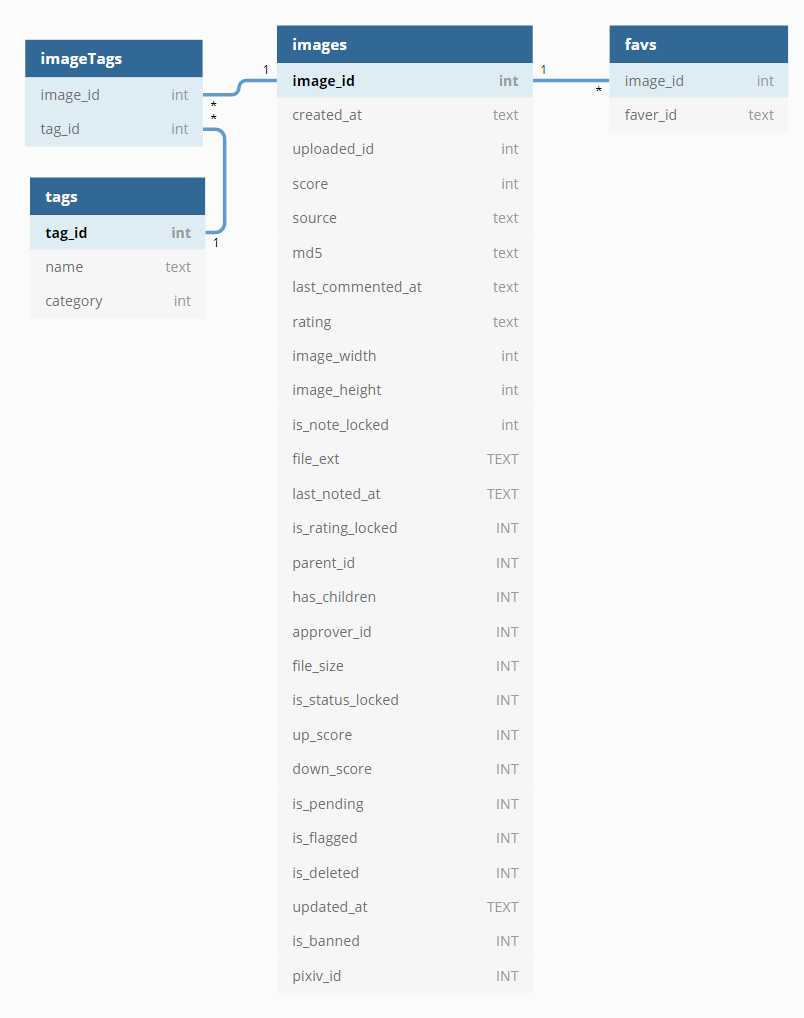 imageTags
image_id int
tag_id int
*
*
tags
tag_id int
name text
category int
1
1
images
image_id int
created_at text
uploaded_id int
score int
source text
md5 text
last_commented_at text
rating text
image_width int
image_height int
is_note_locked int
file_ext TEXT
last_noted_at TEXT
is_rating_locked INT
parent_id INT
has_children INT
approver_id INT
file_size INT
is_status_locked INT
up_score INT
down_score INT
is_pending INT
is_flagged INT
is_deleted INT
updated_at TEXT
is_banned INT
pixiv_id INT
1
*
favs
image_id int
faver_id text